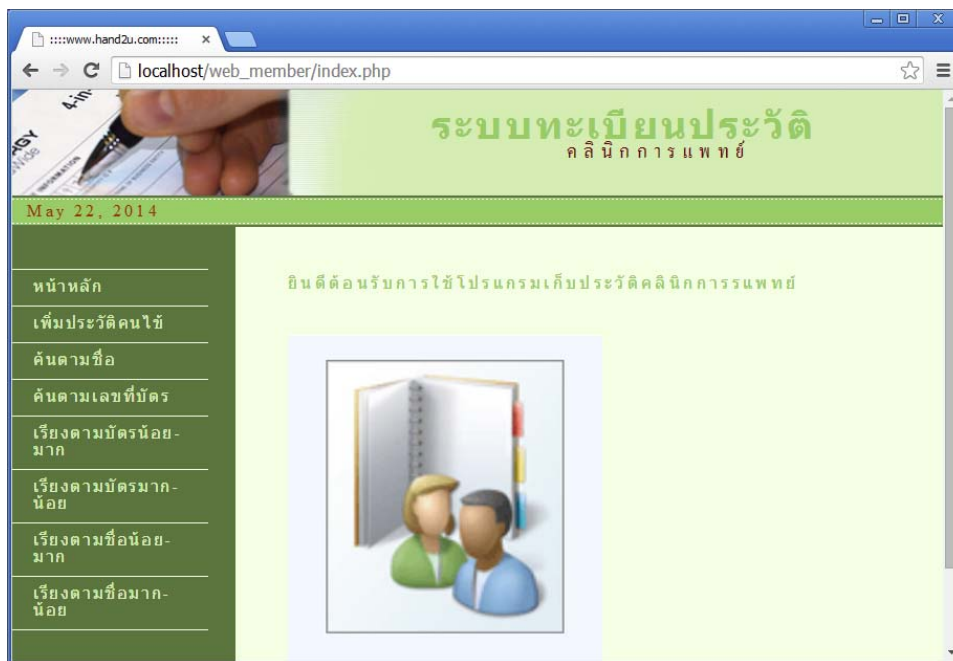 ::::www.hand2u.com:::::
localhost/web_member/index.php
4-in-
ระบบทะเบียนประวัติ
คลินิกการแพทย์
May 22, 2014
หน้าหลัก
เพิ่มประวัติคนไข้
ค้นตามชื่อ
ค้นตามเลขที่บัตร
เรียงตามบัตรน้อย-
มาก
เรียงตามบัตรมาก-
น้อย
เรียงตามชื่อน้อย-
มาก
เรียงตามชื่อมาก-
น้อย
ยินดีต้อนรับการใช้โปรแกรมเก็บประวัติคลินิกการรแพทย์